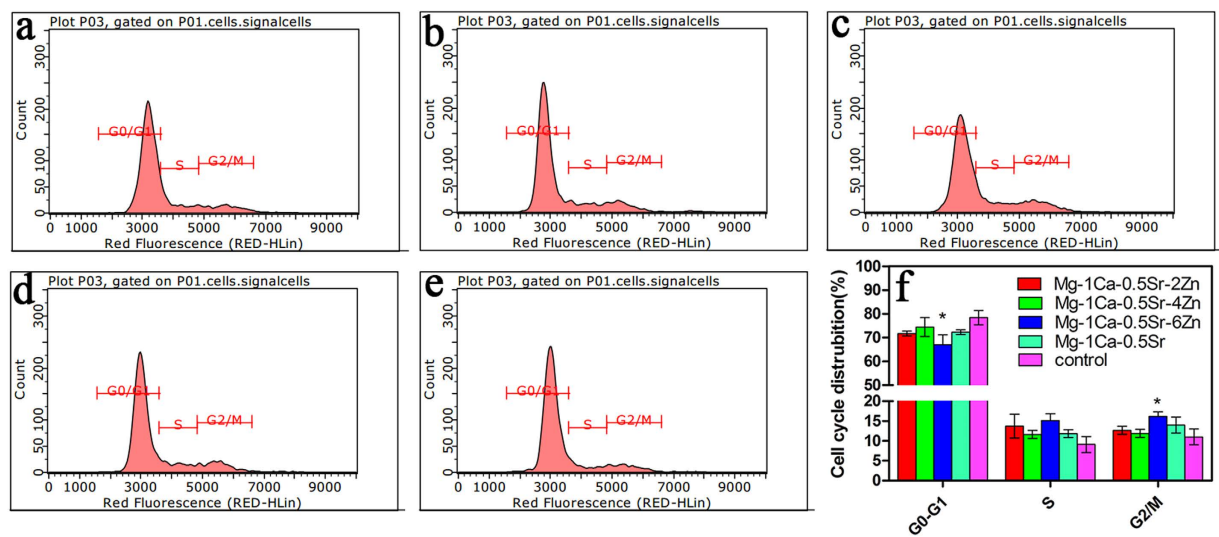 a
Plot P03, gated on P01.cells.signalcells
300
200
150
100
50
0
Count
G0/G1
S
G2/M
0 1000 3000 5000 7000 9000
Red Fluorescence (RED-HLin)
b
Plot P03, gated on P01.cells.signalcells
300
200
150
100
50
0
Count
G0/G1
S
G2/M
0 1000 3000 5000 7000 9000
Red Fluorescence (RED-HLin)
c
Plot P03, gated on P01.cells.signalcells
300
200
150
100
50
0
Count
G0/G1
S
G2/M
0 1000 3000 5000 7000 9000
Red Fluorescence (RED-HLin)
d
Plot P03, gated on P01.cells.signalcells
300
200
150
100
50
0
Count
G0/G1
S
G2/M
0 1000 3000 5000 7000 9000
Red Fluorescence (RED-HLin)
e
Plot P03, gated on P01.cells.signalcells
300
200
150
100
50
0
Count
G0/G1
S
G2/M
0 1000 3000 5000 7000 9000
Red Fluorescence (RED-HLin)
f
Cell cycle distrubition(%)
100
90
80
70
60
50
20
15
10
5
0
Mg-1Ca-0.5Sr-2Zn
Mg-1Ca-0.5Sr-4Zn
Mg-1Ca-0.5Sr-6Zn
Mg-1Ca-0.5Sr
control
*
*
G0-G1
S
G2/M